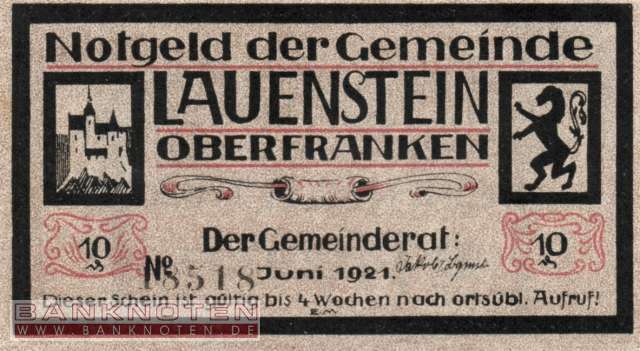 Notgeld der Gemeinde
LAUENSTEIN
OBERFRANKEN
Der Gemeinderat:
10 ₰
10 ₰
No 18518 Juni 1921.
Dieser Schein ist gültig bis 4 Wochen nach ortsübl. Aufruf!
E.M
BANKNOTEN
WWW.BANKNOTEN.DE